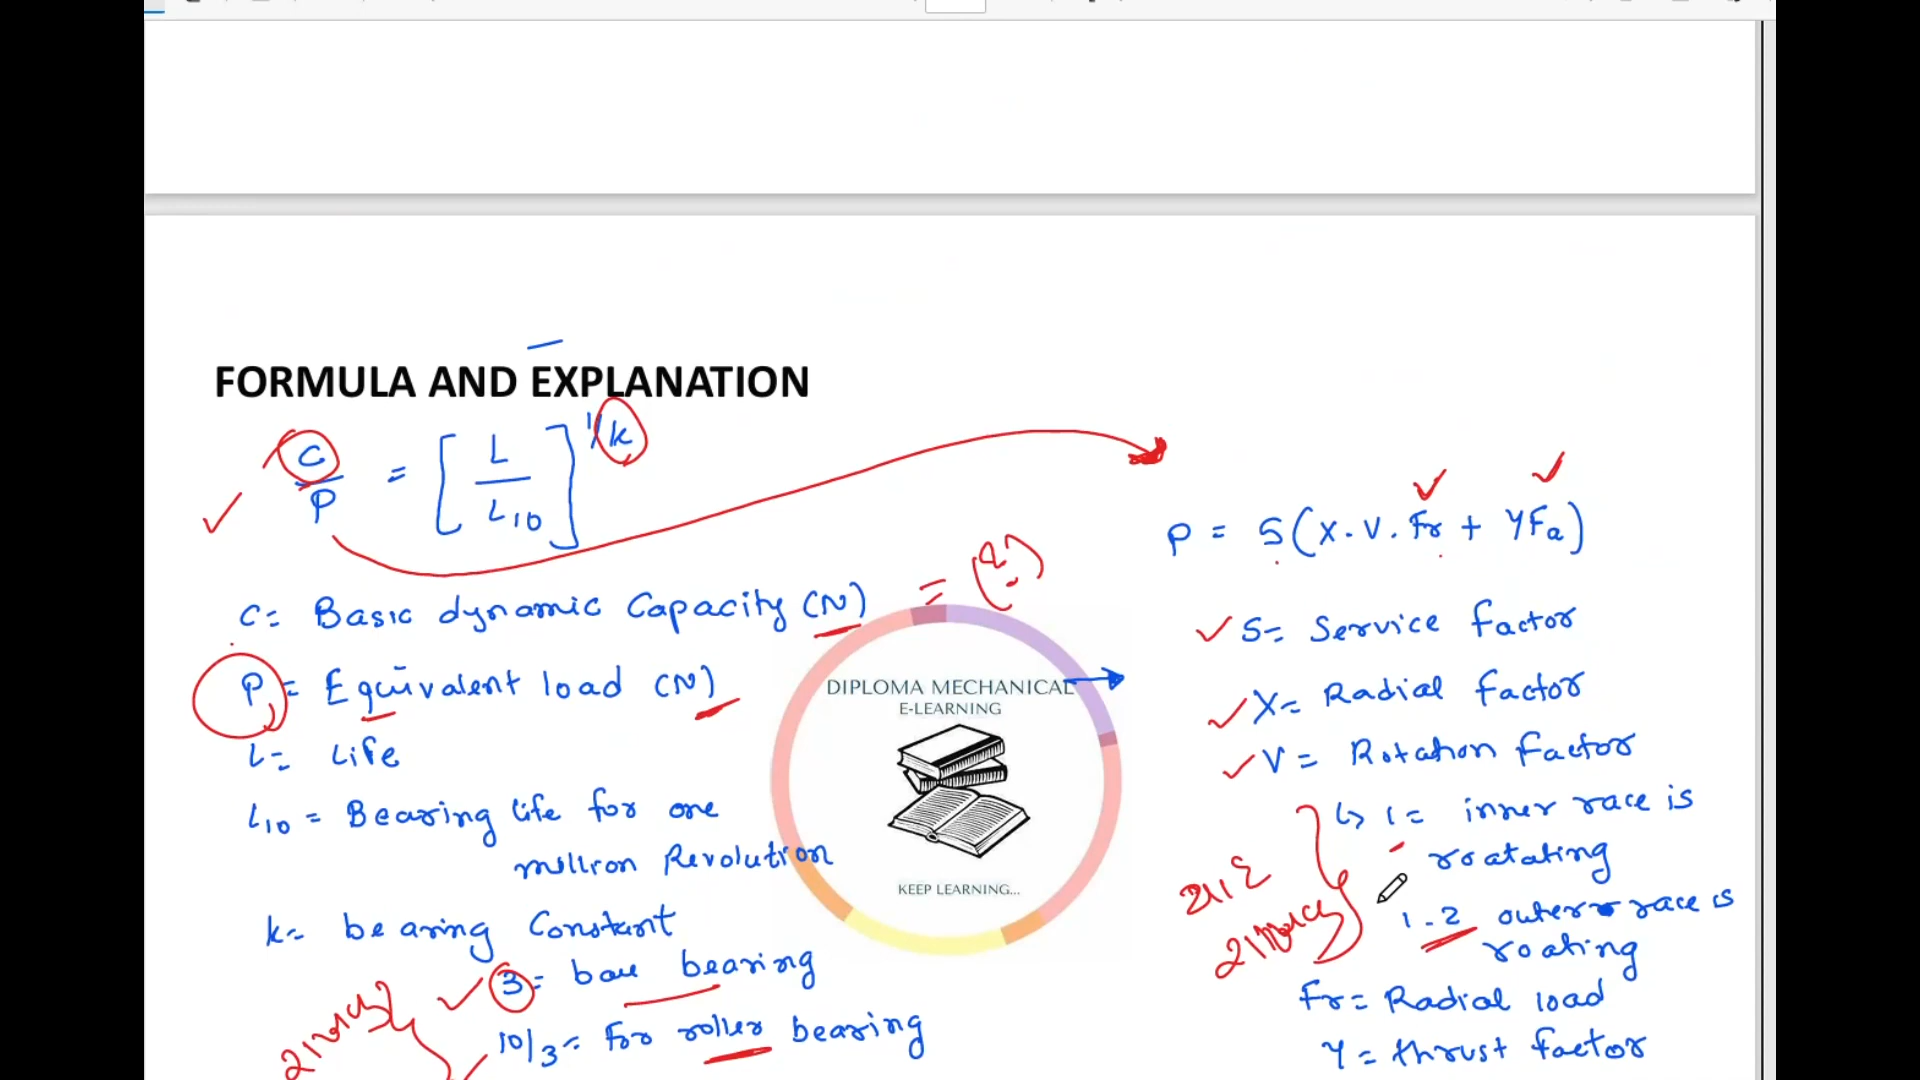 FORMULA AND EXPLANATION
C/P = [L/L10]^1/k
P = S(X.V.Fr + YFa)
C = Basic dynamic Capacity (N) = (?)
P = Equivalent load (N)
L = Life
L10 = Bearing life for one
million Revolution
k = bearing Constant
3 = ball bearing
10/3 = for roller bearing
DIPLOMA MECHANICAL
E-LEARNING
KEEP LEARNING...
S = Service factor
X = Radial factor
V = Rotation factor
↳ 1 = inner race is
roatating
1.2 outer race is
roating
Fr = Radial load
Y = thrust factor